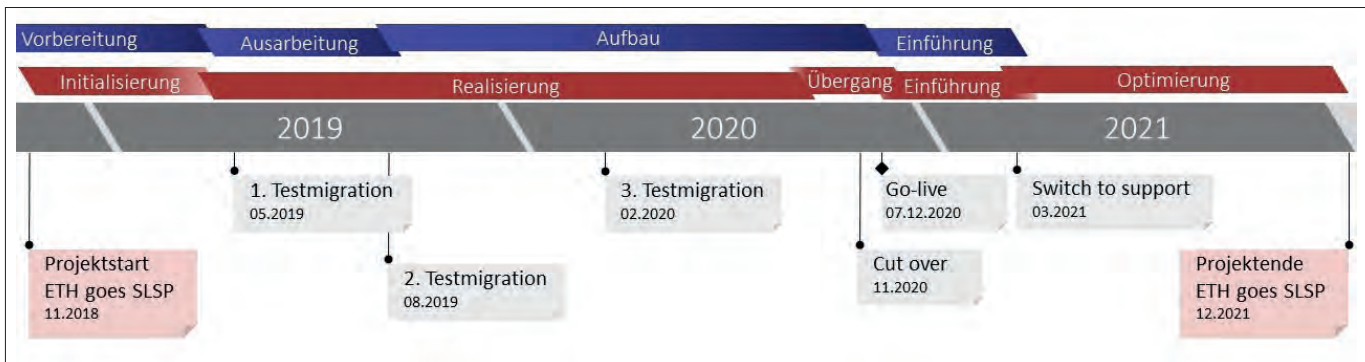 Vorbereitung
Ausarbeitung
Aufbau
Einführung
Initialisierung
Realisierung
Übergang
Einführung
Optimierung
2019
2020
2021
1. Testmigration
05.2019
3. Testmigration
02.2020
Go-live
07.12.2020
Switch to support
03.2021
Projektstart
ETH goes SLSP
11.2018
2. Testmigration
08.2019
Cut over
11.2020
Projektende
ETH goes SLSP
12.2021